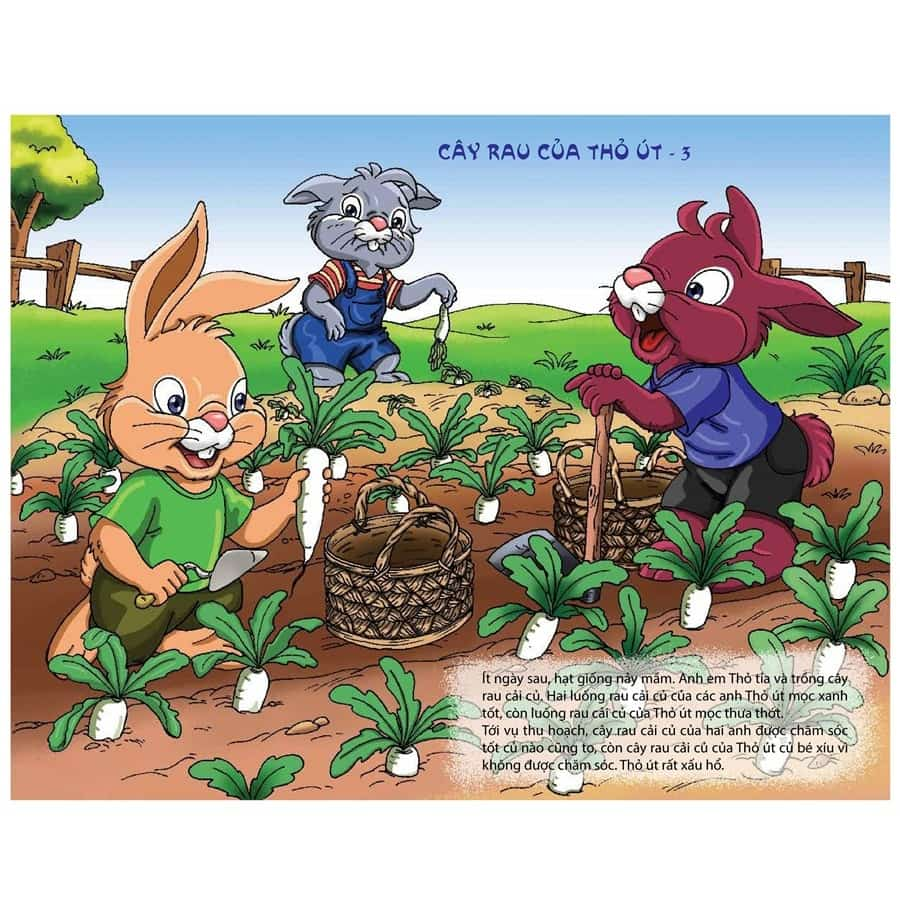 CÂY RAU CỦA THỎ ÚT - 3
Ít ngày sau, hạt giống nảy mầm. Anh em Thỏ tỉa và trồng cây
rau cải củ. Hai luống rau cải củ của các anh Thỏ út mọc xanh
tốt, còn luống rau cải củ của Thỏ út mọc thưa thớt.
Tới vụ thu hoạch, cây rau cải củ của hai anh được chăm sóc
tốt củ nào cũng to, còn cây rau cải củ của Thỏ út củ bé xíu vì
không được chăm sóc. Thỏ út rất xấu hổ.